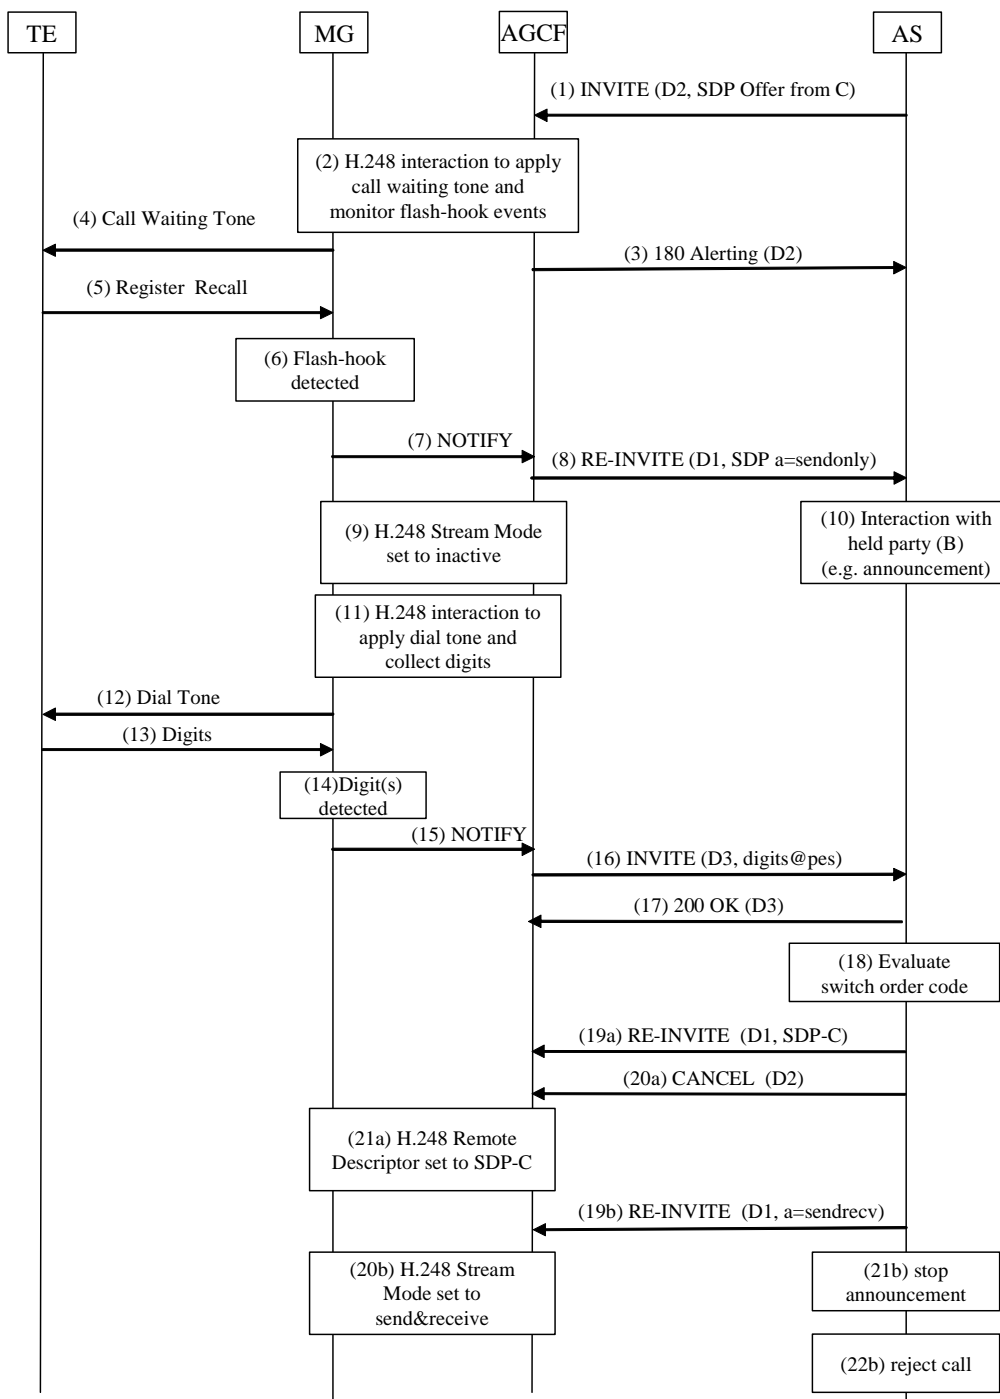 TE
MG
AGCF
AS
(1) INVITE (D2, SDP Offer from C)
(2) H.248 interaction to apply
call waiting tone and
monitor flash-hook events
(4) Call Waiting Tone
(3) 180 Alerting (D2)
(5) Register Recall
(6) Flash-hook
detected
(7) NOTIFY
(8) RE-INVITE (D1, SDP a=sendonly)
(9) H.248 Stream Mode
set to inactive
(10) Interaction with
held party (B)
(e.g. announcement)
(11) H.248 interaction to
apply dial tone and
collect digits
(12) Dial Tone
(13) Digits
(14)Digit(s)
detected
(15) NOTIFY
(16) INVITE (D3, digits@pes)
(17) 200 OK (D3)
(18) Evaluate
switch order code
(19a) RE-INVITE (D1, SDP-C)
(20a) CANCEL (D2)
(21a) H.248 Remote
Descriptor set to SDP-C
(19b) RE-INVITE (D1, a=sendrecv)
(20b) H.248 Stream
Mode set to
send&receive
(21b) stop
announcement
(22b) reject call